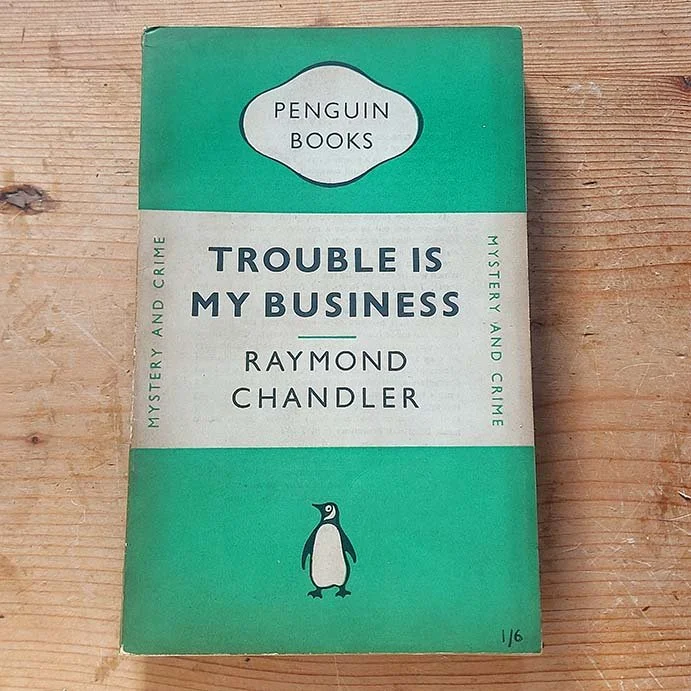 PENGUIN
BOOKS
MYSTERY AND CRIME
TROUBLE IS
MY BUSINESS
RAYMOND
CHANDLER
MYSTERY AND CRIME
1/6